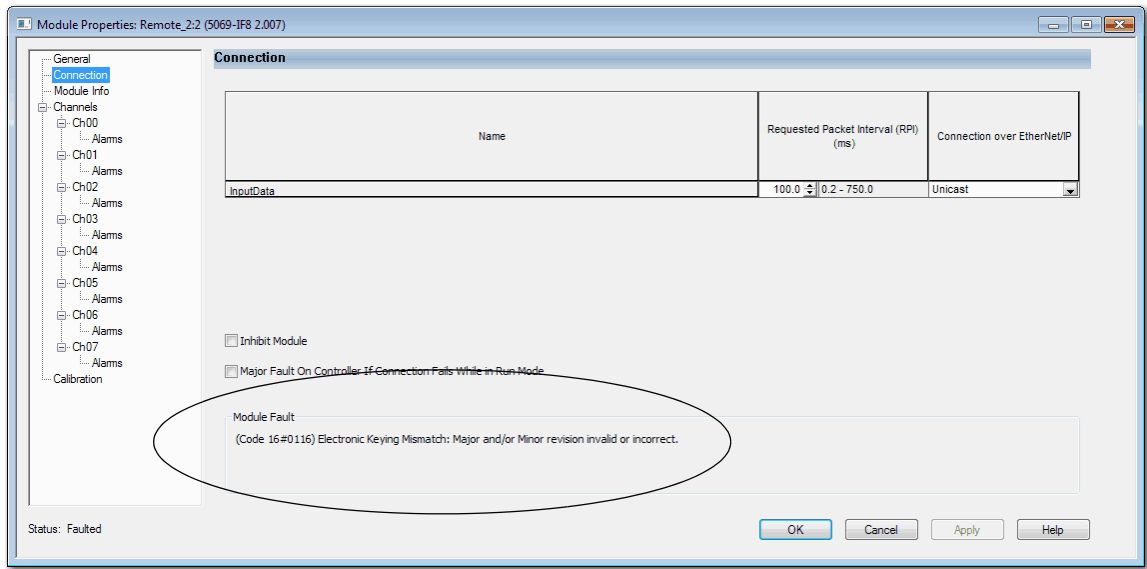 Module Properties: Remote_2:2 (5069-IF8 2.007)
General
Connection
Module Info
Channels
Ch00
Alarms
Ch01
Alarms
Ch02
Alarms
Ch03
Alarms
Ch04
Alarms
Ch05
Alarms
Ch06
Alarms
Ch07
Alarms
Calibration
Connection
Name
Requested Packet Interval (RPI)
(ms)
Connection over EtherNet/IP
InputData
100.0
0.2 - 750.0
Unicast
Inhibit Module
Major Fault On Controller If Connection Fails While in Run Mode
Module Fault
(Code 16#0116) Electronic Keying Mismatch: Major and/or Minor revision invalid or incorrect.
Status: Faulted
OK
Cancel
Apply
Help